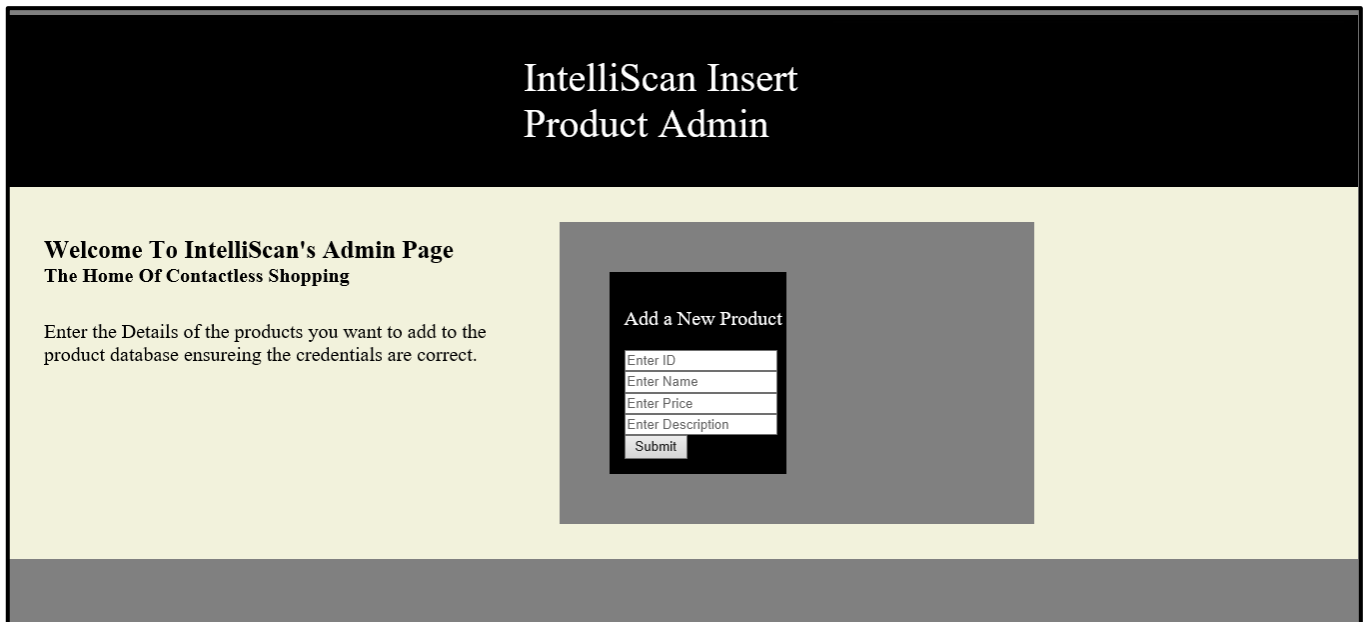 IntelliScan Insert
Product Admin
Welcome To IntelliScan's Admin Page
The Home Of Contactless Shopping
Enter the Details of the products you want to add to the
product database ensureing the credentials are correct.
Add a New Product
Enter ID
Enter Name
Enter Price
Enter Description
Submit